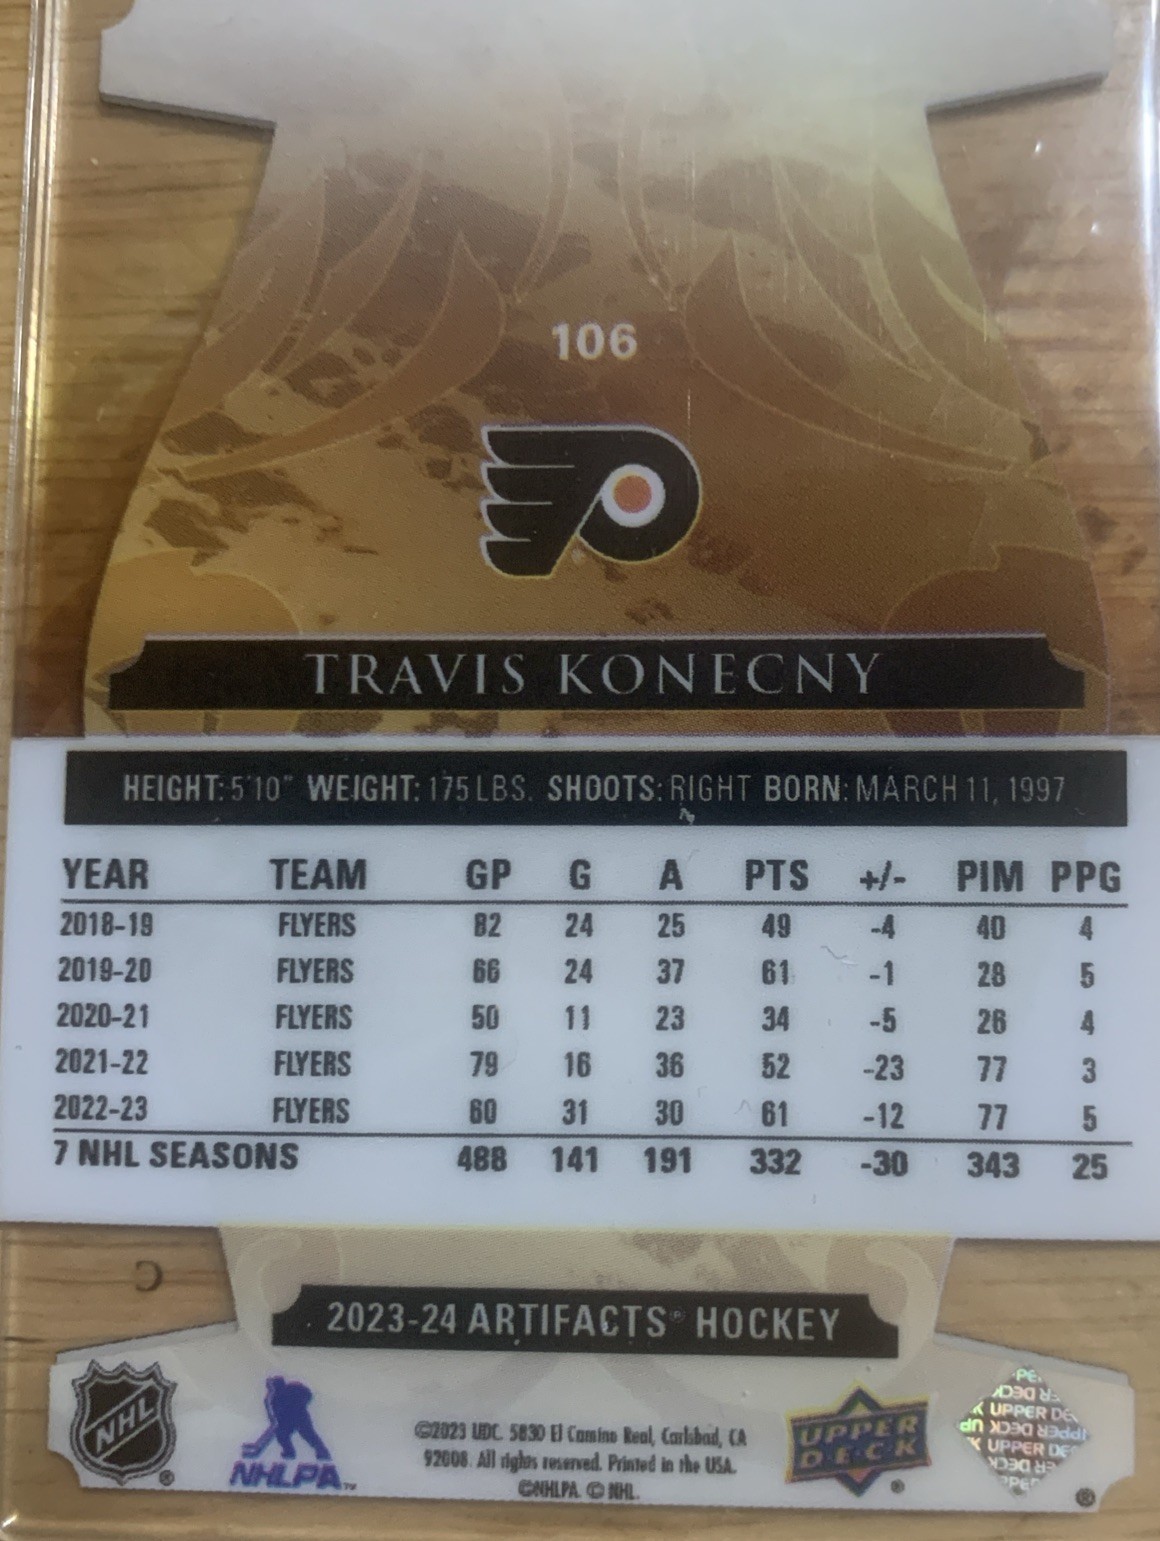 106
TRAVIS KONECNY
HEIGHT: 5'10" WEIGHT: 175 LBS. SHOOTS: RIGHT BORN: MARCH 11, 1997
YEAR TEAM GP G A PTS +/- PIM PPG
2018-19 FLYERS 82 24 25 49 -4 40 4
2019-20 FLYERS 66 24 37 61 -1 28 5
2020-21 FLYERS 50 11 23 34 -5 26 4
2021-22 FLYERS 79 16 36 52 -23 77 3
2022-23 FLYERS 60 31 30 61 -12 77 5
7 NHL SEASONS 488 141 191 332 -30 343 25
2023-24 ARTIFACTS® HOCKEY
NHL ®
NHLPA™
©2023 UDC. 5830 El Camino Real, Carlsbad, CA
92008. All rights reserved. Printed in the USA.
©NHLPA. © NHL.
UPPER
DECK ®
UPPER DE
UPPER DE
®